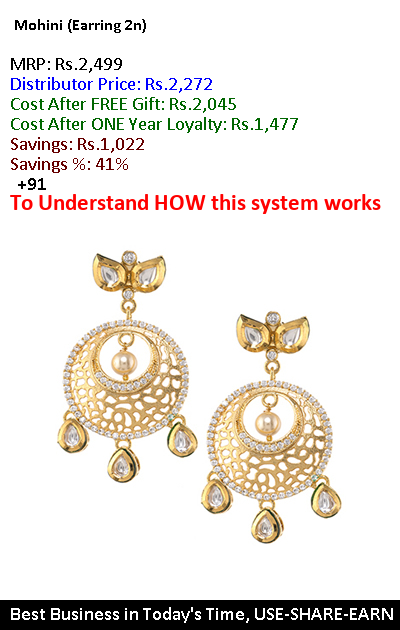 Mohini (Earring 2n)
MRP: Rs.2,499
Distributor Price: Rs.2,272
Cost After FREE Gift: Rs.2,045
Cost After ONE Year Loyalty: Rs.1,477
Savings: Rs.1,022
Savings %: 41%
+91
To Understand HOW this system works
Best Business in Today's Time, USE-SHARE-EARN